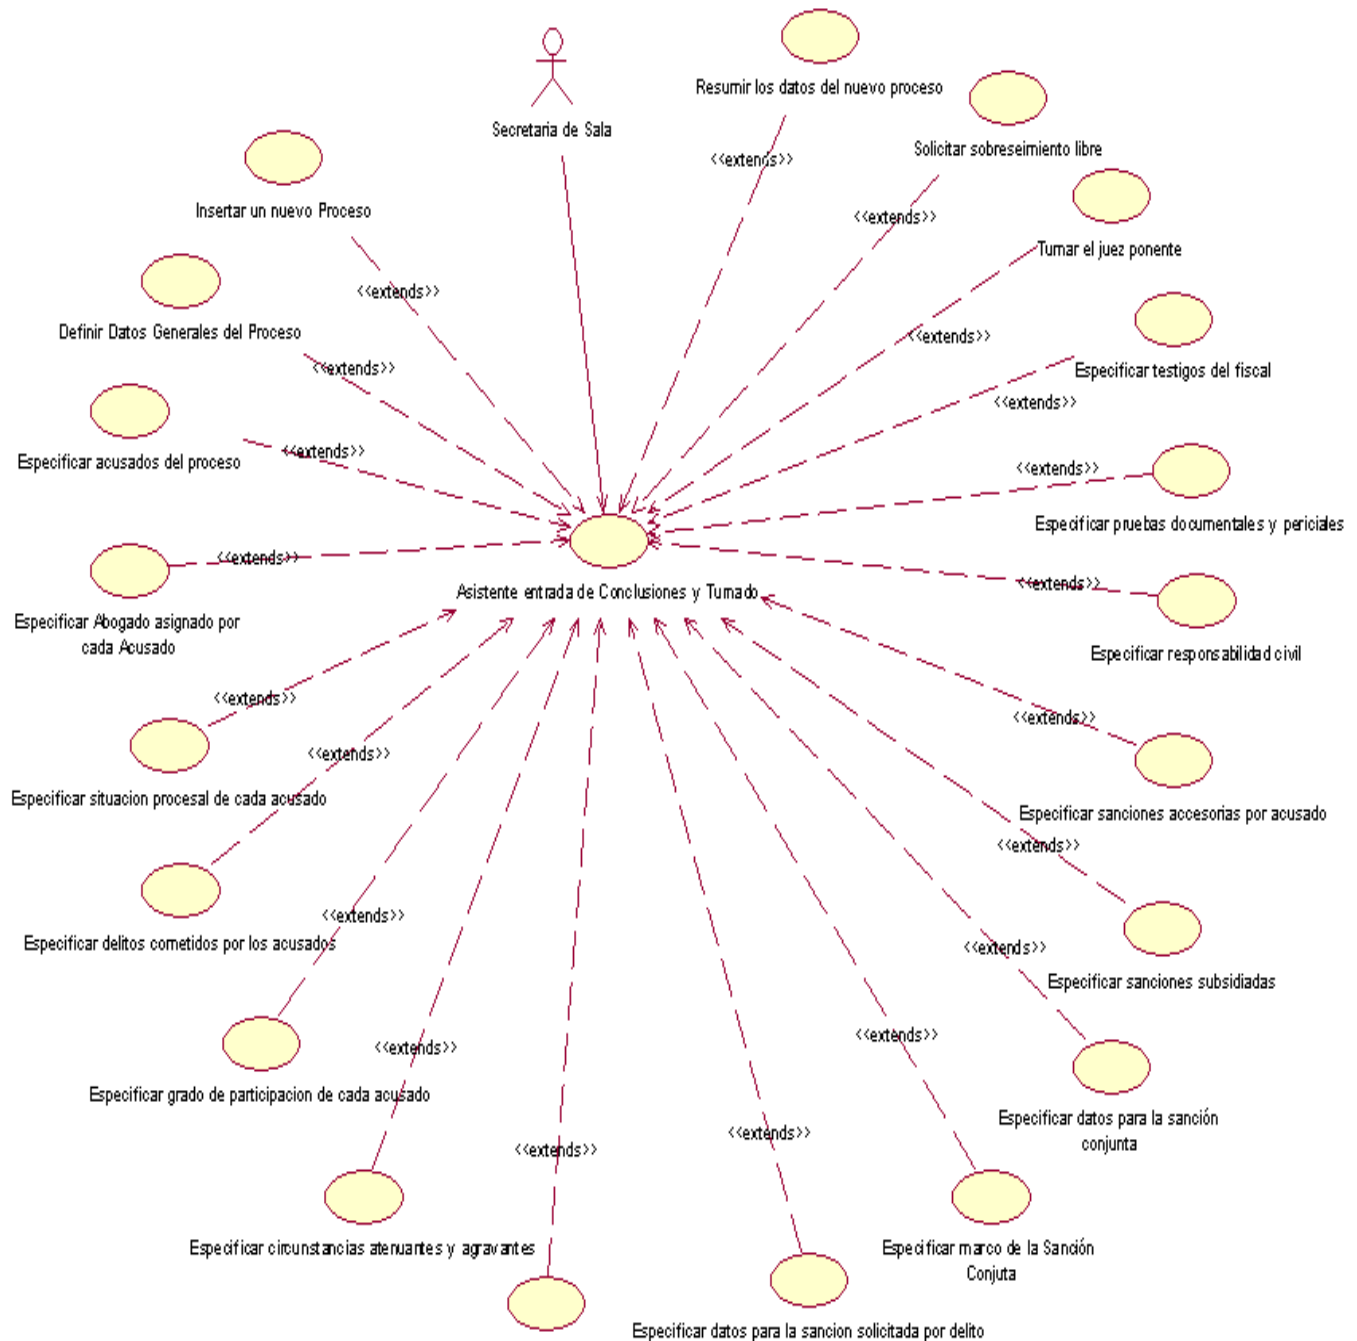 Resumir los datos del nuevo proceso
Secretaria de Sala
Solicitar sobreseimiento libre
<<extends>>
Insertar un nuevo Proceso
<<extends>>
Turnar el juez ponente
<<extends>>
Definir Datos Generales del Proceso
<<extends>>
<<extends>>
<<extends>>
Especificar testigos del fiscal
<<extends>>
Especificar acusados del proceso
<<extends>>
<<extends>>
Especificar pruebas documentales y periciales
<<extends>>
<<extends>>
Asistente entrada de Conclusiones y Turnado
Especificar Abogado asignado por
cada Acusado
Especificar responsabilidad civil
<<extends>>
<<extends>>
<<extends>>
Especificar situacion procesal de cada acusado
Especificar sanciones accesorias por acusado
<<extends>>
<<extends>>
Especificar delitos cometidos por los acusados
<<extends>>
Especificar sanciones subsidiadas
<<extends>>
<<extends>>
Especificar grado de participacion de cada acusado
Especificar datos para la sanción
conjunta
<<extends>>
<<extends>>
Especificar circunstancias atenuantes y agravantes
Especificar marco de la Sanción
Conjuta
Especificar datos para la sancion solicitada por delito